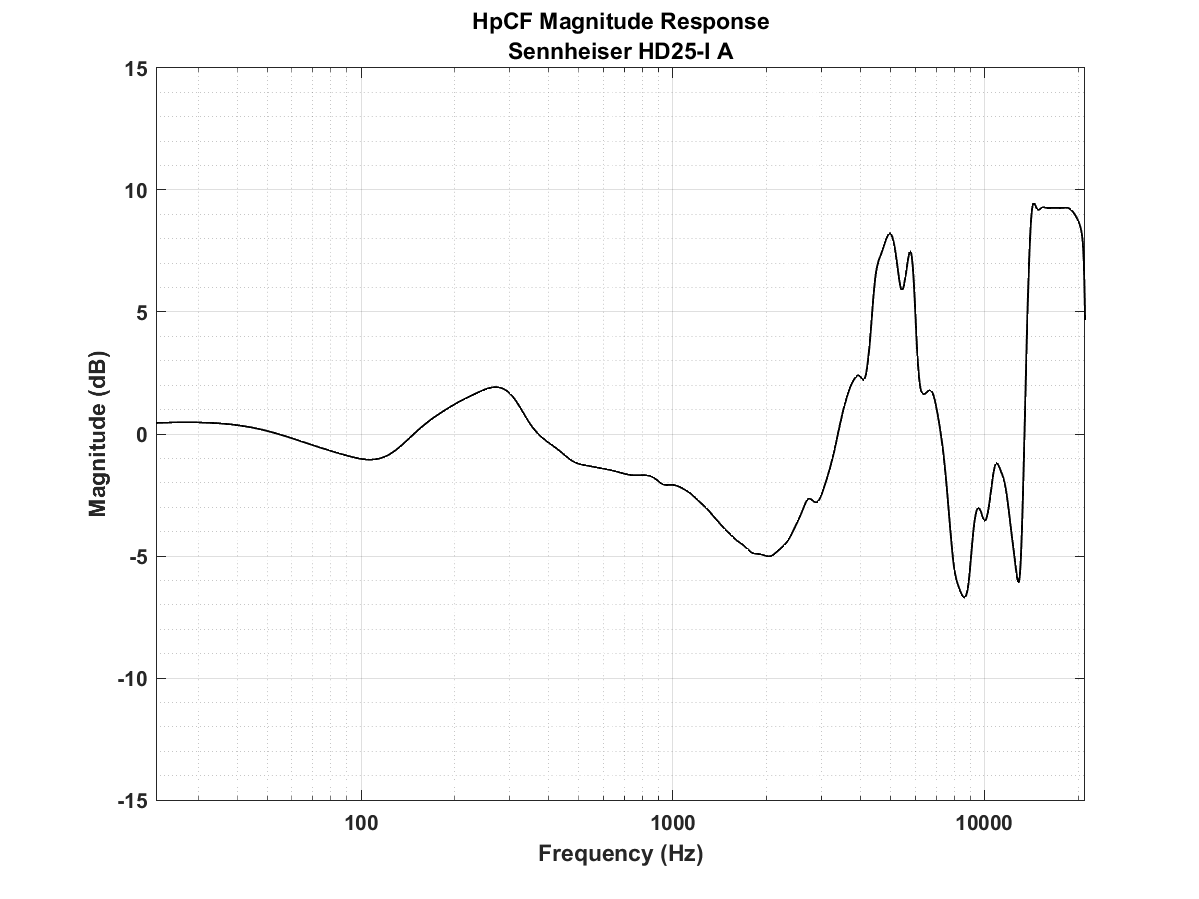 HpCF Magnitude Response
Sennheiser HD25-I A
15
10
5
0
-5
-10
-15
Magnitude (dB)
100 1000 10000
Frequency (Hz)